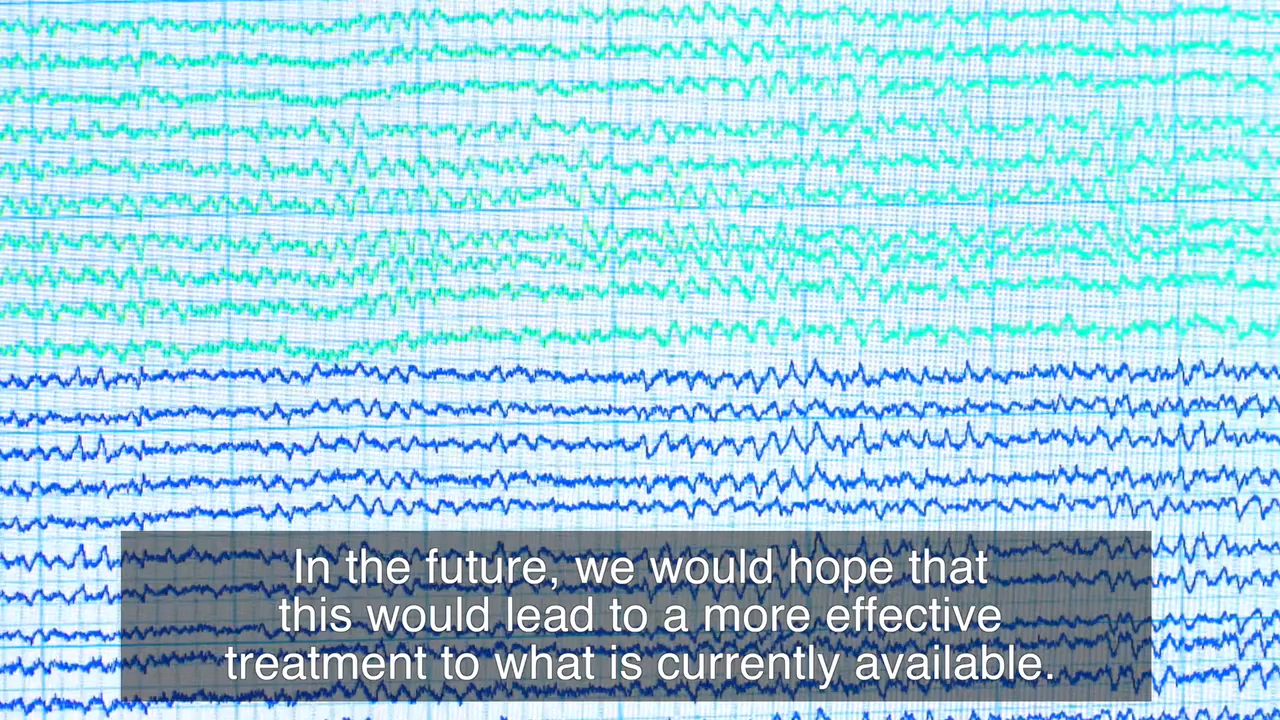 In the future, we would hope that
this would lead to a more effective
treatment to what is currently available.